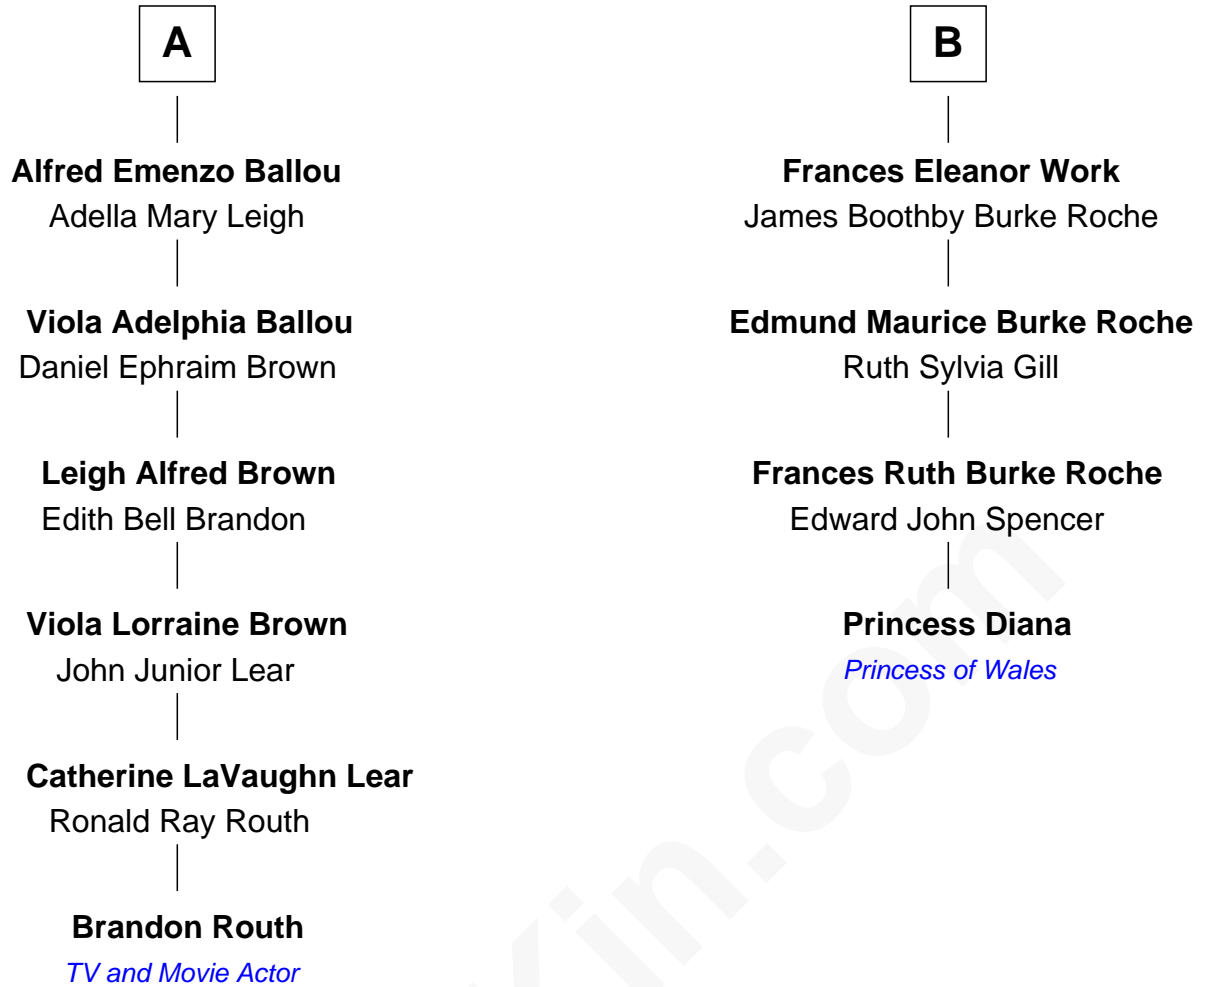 A
B
Alfred Emenzo Ballou
Adella Mary Leigh
Frances Eleanor Work
James Boothby Burke Roche
Viola Adelphia Ballou
Daniel Ephraim Brown
Edmund Maurice Burke Roche
Ruth Sylvia Gill
Leigh Alfred Brown
Edith Bell Brandon
Frances Ruth Burke Roche
Edward John Spencer
Viola Lorraine Brown
John Junior Lear
Princess Diana
Princess of Wales
Catherine LaVaughn Lear
Ronald Ray Routh
Brandon Routh
TV and Movie Actor
Kin.com